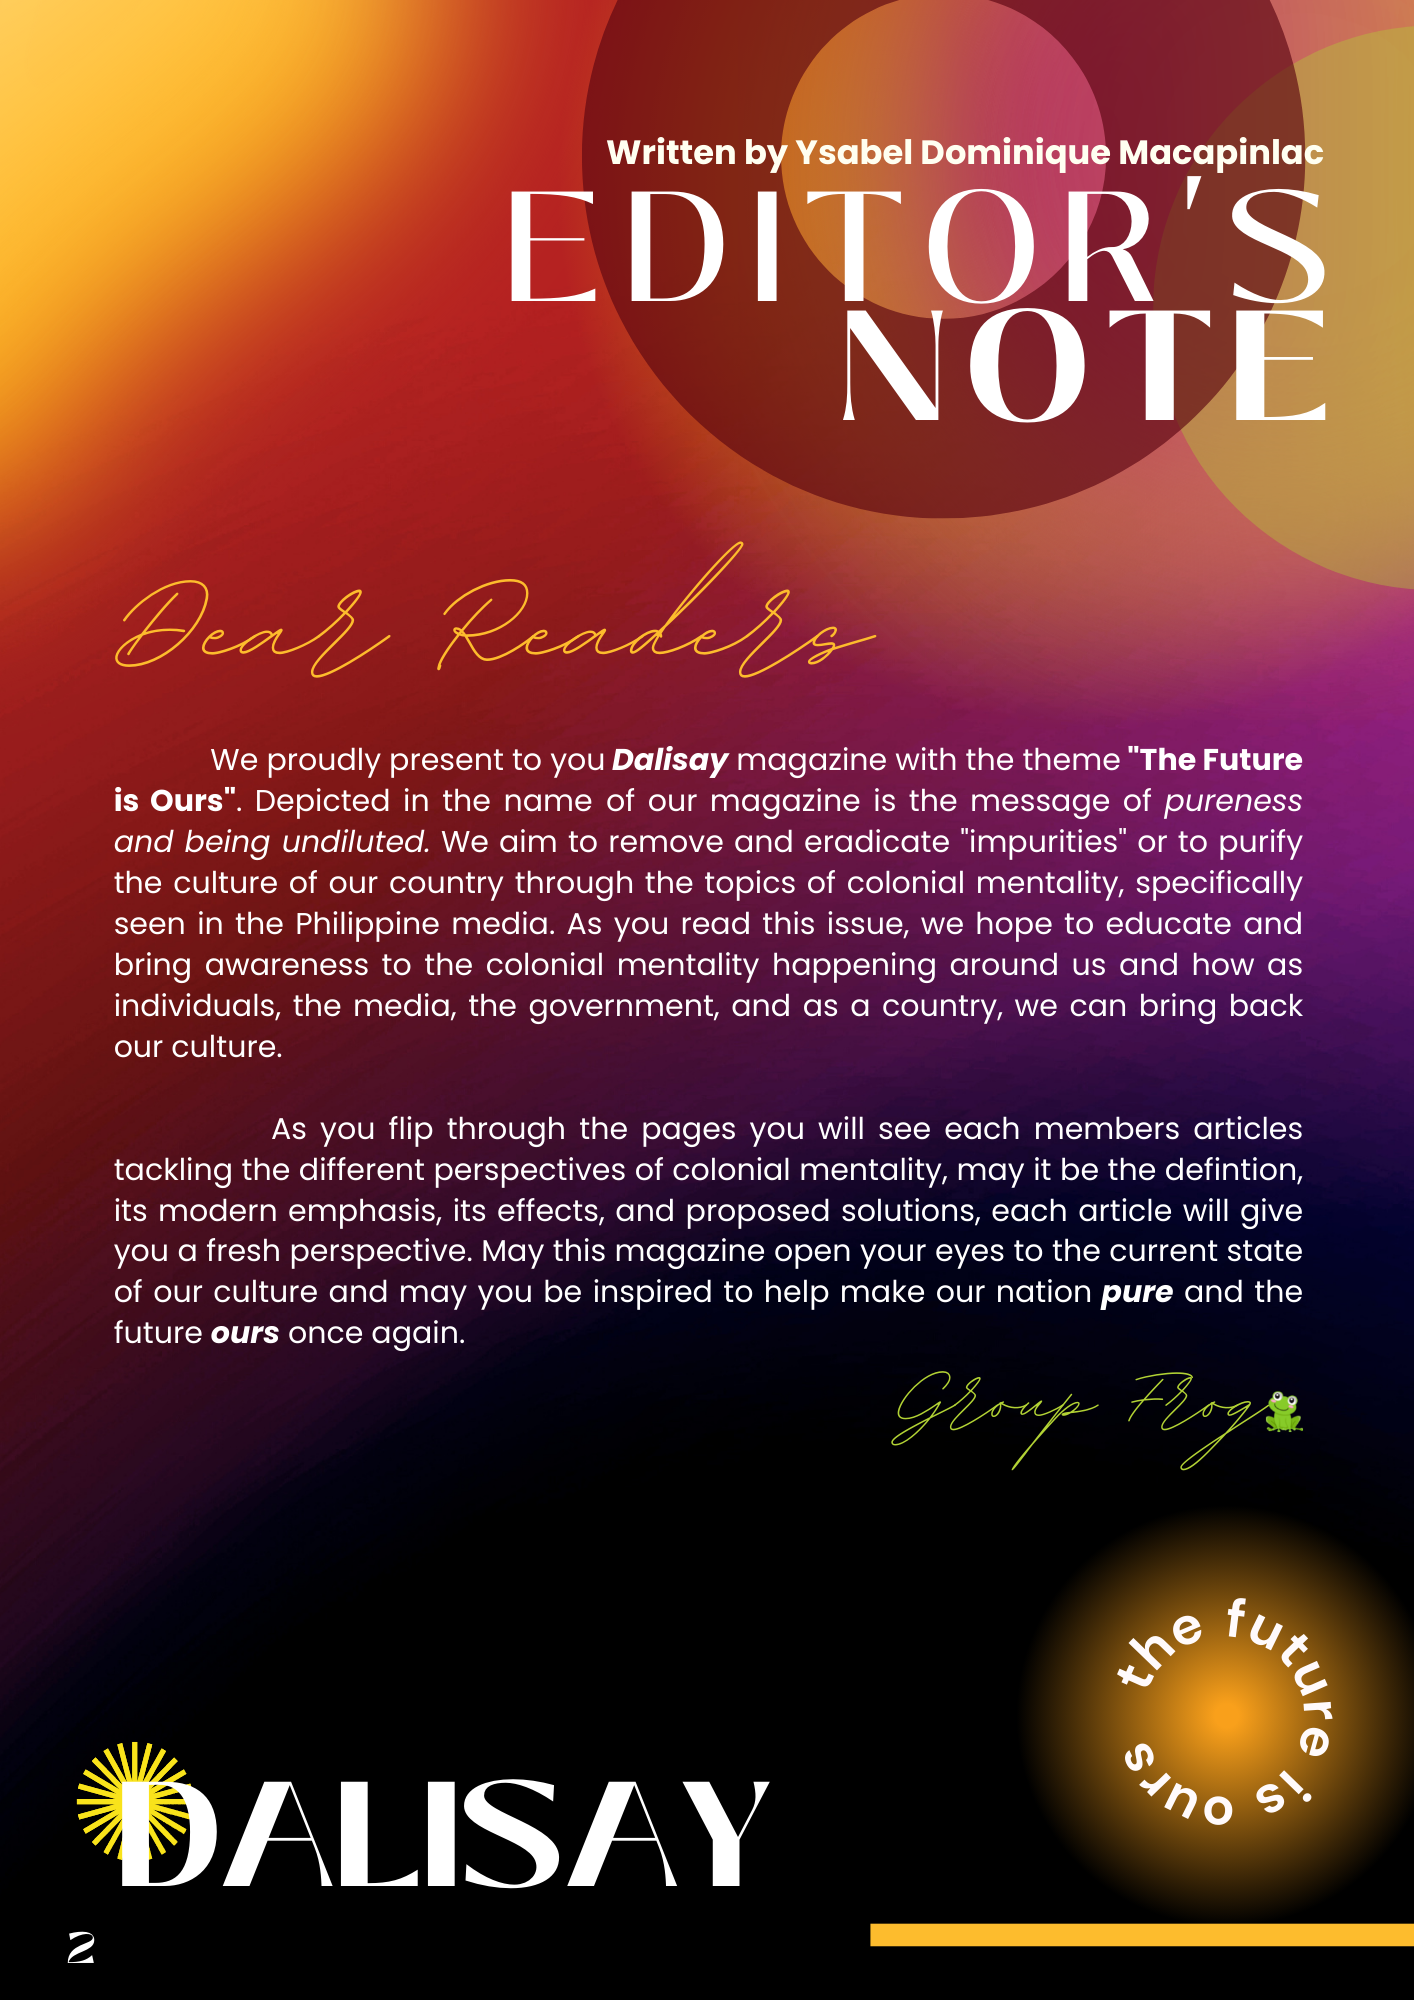 Written by Ysabel Dominique Macapinlac
EDITOR'S
NOTE
Dear Readers
We proudly present to you Dalisay magazine with the theme "The Future
is Ours". Depicted in the name of our magazine is the message of pureness
and being undiluted. We aim to remove and eradicate "impurities" or to purify
the culture of our country through the topics of colonial mentality, specifically
seen in the Philippine media. As you read this issue, we hope to educate and
bring awareness to the colonial mentality happening around us and how as
individuals, the media, the government, and as a country, we can bring back
our culture.
As you flip through the pages you will see each members articles
tackling the different perspectives of colonial mentality, may it be the defintion,
its modern emphasis, its effects, and proposed solutions, each article will give
you a fresh perspective. May this magazine open your eyes to the current state
of our culture and may you be inspired to help make our nation pure and the
future ours once again.
Group Frog
the future is ours
DALISAY
2